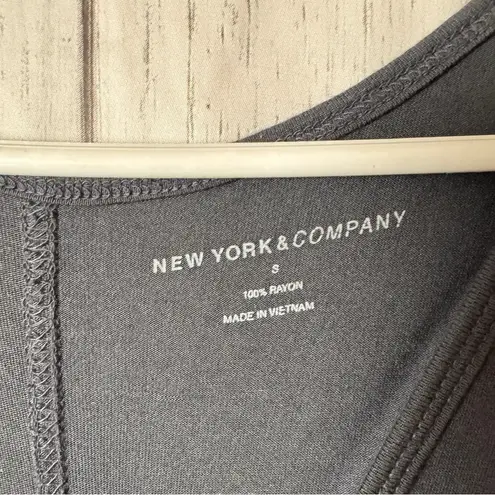 NEW YORK & COMPANY
S
100% RAYON
MADE IN VIETNAM